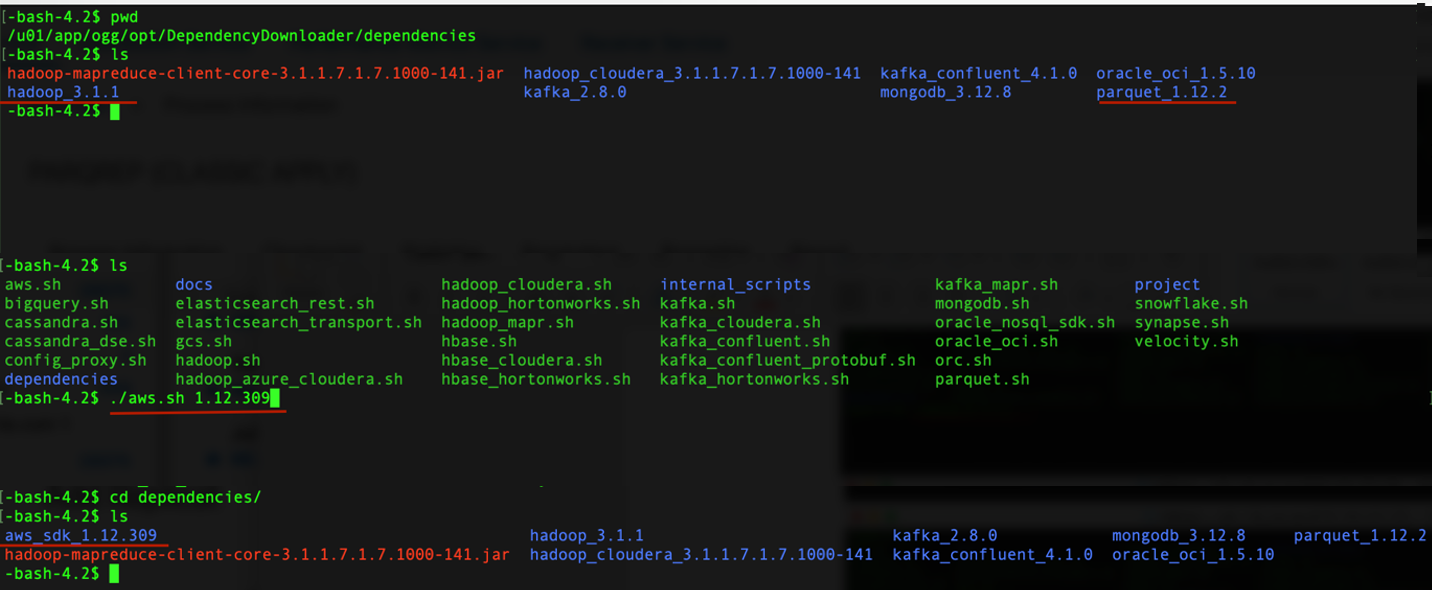 [-bash-4.2$ pwd
/u01/app/ogg/opt/DependencyDownloader/dependencies
[-bash-4.2$ ls
hadoop-mapreduce-client-core-3.1.1.7.1.7.1000-141.jar hadoop_cloudera_3.1.1.7.1.7.1000-141 kafka_confluent_4.1.0 oracle_oci_1.5.10
hadoop_3.1.1 kafka_2.8.0 mongodb_3.12.8 parquet_1.12.2
-bash-4.2$
[-bash-4.2$ ls
aws.sh docs hadoop_cloudera.sh internal_scripts kafka_mapr.sh project
bigquery.sh elasticsearch_rest.sh hadoop_hortonworks.sh kafka.sh mongodb.sh snowflake.sh
cassandra.sh elasticsearch_transport.sh hadoop_mapr.sh kafka_cloudera.sh oracle_nosql_sdk.sh synapse.sh
cassandra_dse.sh gcs.sh hbase.sh kafka_confluent.sh oracle_oci.sh velocity.sh
config_proxy.sh hadoop.sh hbase_cloudera.sh kafka_confluent_protobuf.sh orc.sh
dependencies hadoop_azure_cloudera.sh hbase_hortonworks.sh kafka_hortonworks.sh parquet.sh
[-bash-4.2$ ./aws.sh 1.12.309
[-bash-4.2$ cd dependencies/
[-bash-4.2$ ls
aws_sdk_1.12.309 hadoop_3.1.1 kafka_2.8.0 mongodb_3.12.8 parquet_1.12.2
hadoop-mapreduce-client-core-3.1.1.7.1.7.1000-141.jar hadoop_cloudera_3.1.1.7.1.7.1000-141 kafka_confluent_4.1.0 oracle_oci_1.5.10
-bash-4.2$